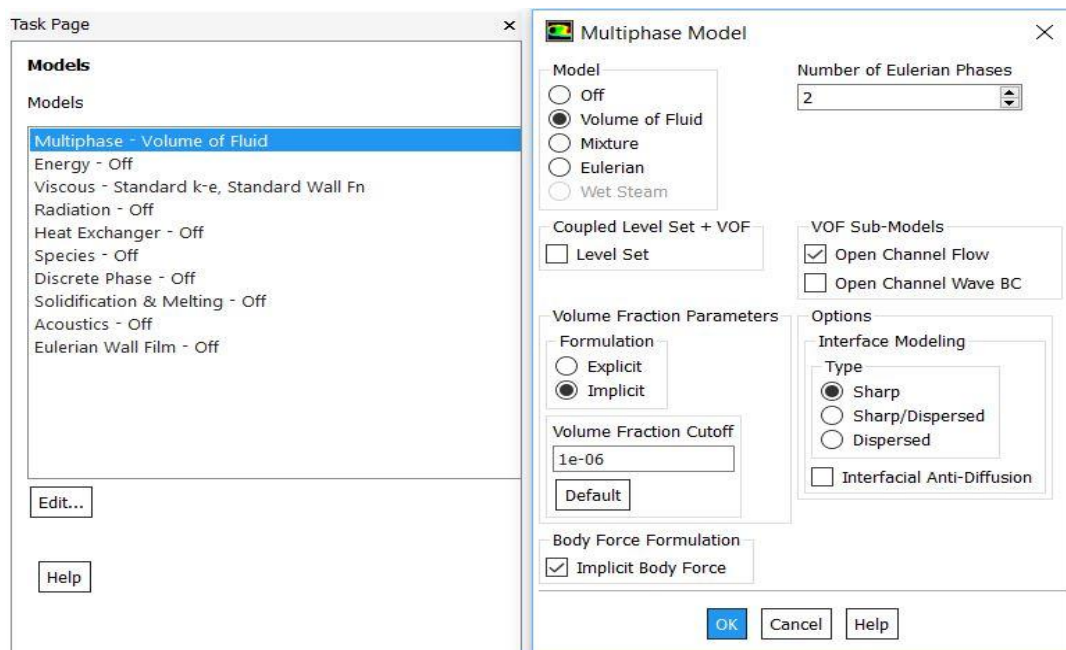 Task Page
Models
Models
Multiphase - Volume of Fluid
Energy - Off
Viscous - Standard k-e, Standard Wall Fn
Radiation - Off
Heat Exchanger - Off
Species - Off
Discrete Phase - Off
Solidification & Melting - Off
Acoustics - Off
Eulerian Wall Film - Off
Edit...
Help
Multiphase Model
Model
Off
Volume of Fluid
Mixture
Eulerian
Wet Steam
Number of Eulerian Phases
2
Coupled Level Set + VOF
Level Set
VOF Sub-Models
Open Channel Flow
Open Channel Wave BC
Volume Fraction Parameters
Formulation
Explicit
Implicit
Volume Fraction Cutoff
1e-06
Default
Options
Interface Modeling
Type
Sharp
Sharp/Dispersed
Dispersed
Interfacial Anti-Diffusion
Body Force Formulation
Implicit Body Force
OK
Cancel
Help